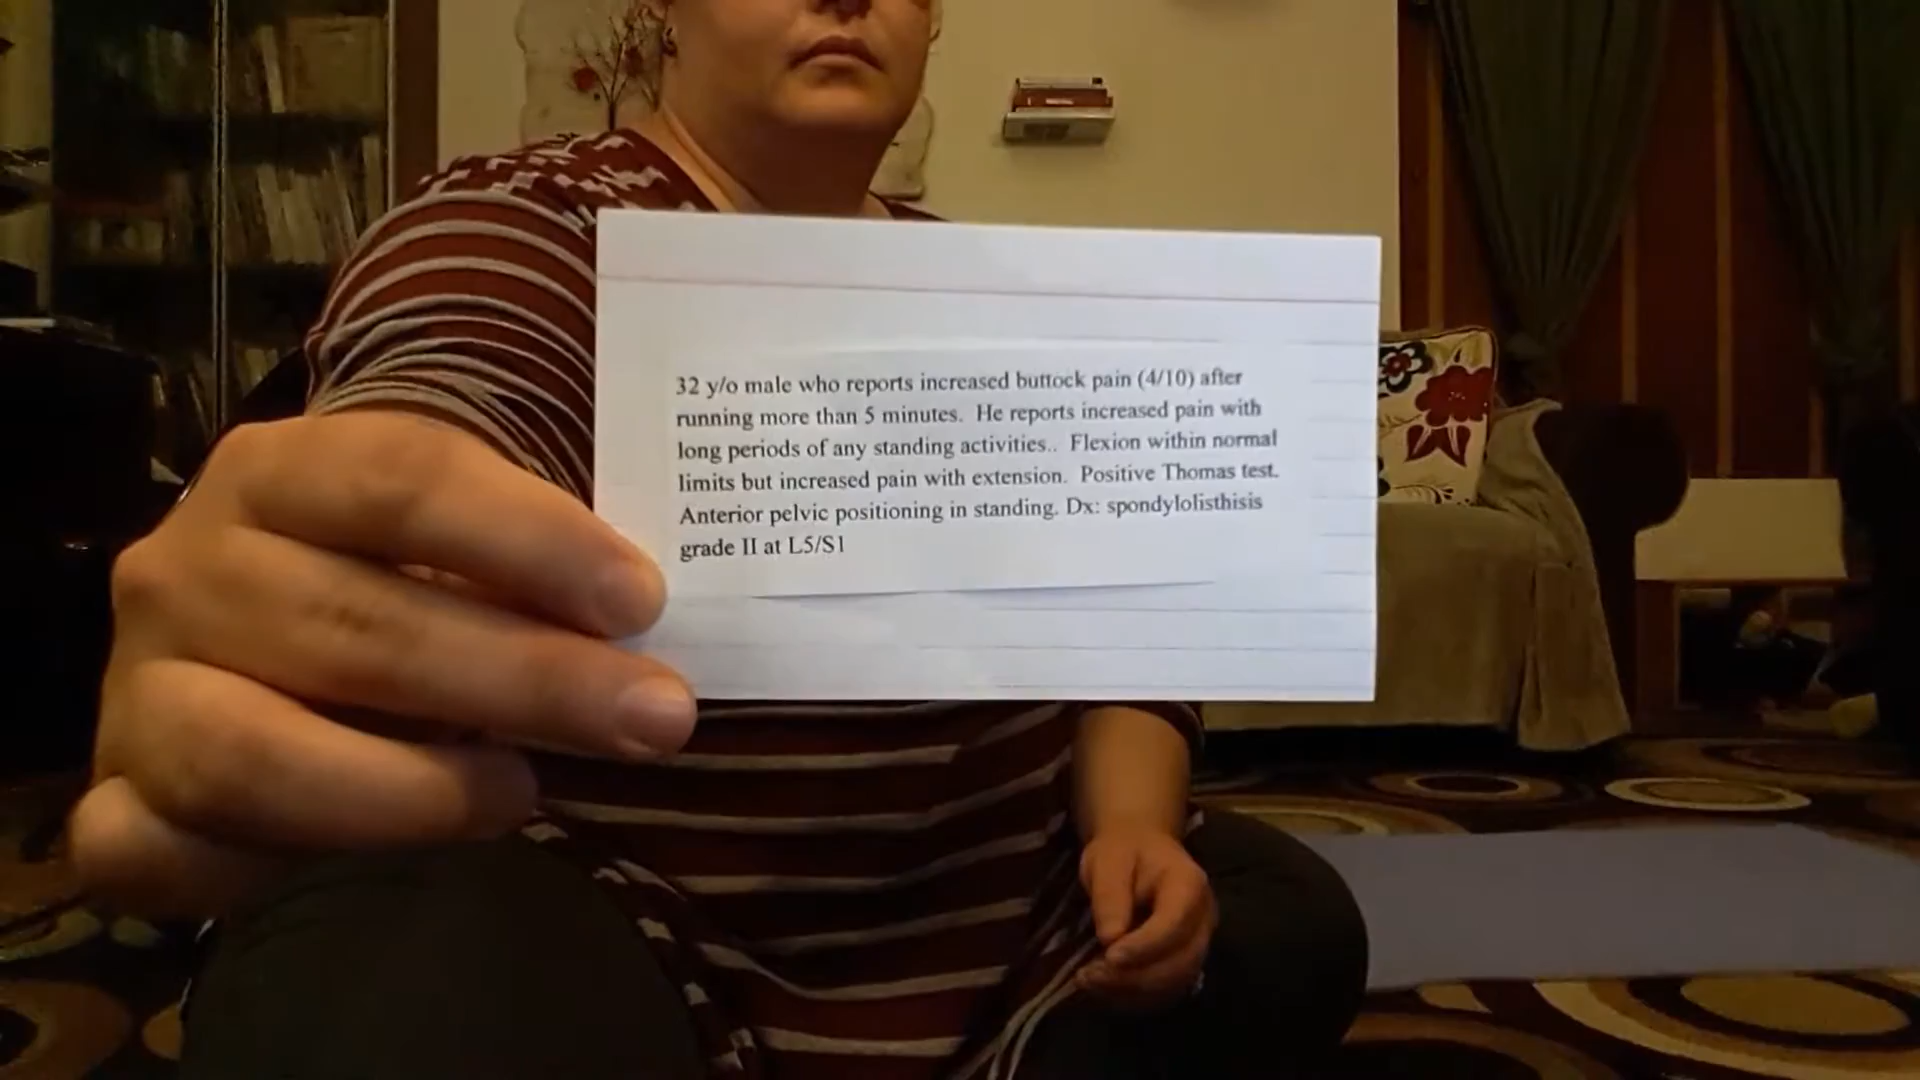 32 y/o male who reports increased buttock pain (4/10) after
running more than 5 minutes. He reports increased pain with
long periods of any standing activities.. Flexion within normal
limits but increased pain with extension. Positive Thomas test.
Anterior pelvic positioning in standing. Dx: spondylolisthisis
grade II at L5/S1